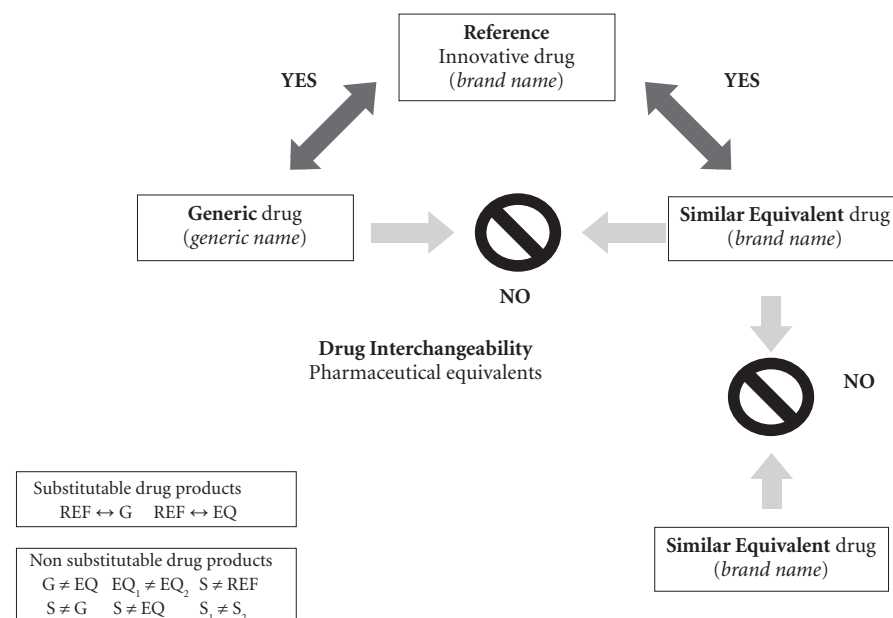 Reference
Innovative drug
(brand name)
YES
YES
Generic drug
(generic name)
Similar Equivalent drug
(brand name)
NO
Drug Interchangeability
Pharmaceutical equivalents
NO
Substitutable drug products
REF ↔ G REF ↔ EQ
Similar Equivalent drug
(brand name)
Non substitutable drug products
G ≠ EQ EQ₁ ≠ EQ₂ S ≠ REF
S ≠ G S ≠ EQ S₁ ≠ S₂